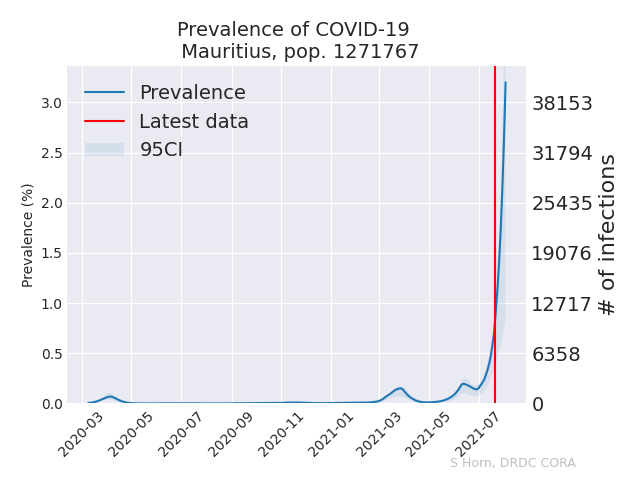 Prevalence of COVID-19
Mauritius, pop. 1271767
Prevalence
Latest data
95CI
Prevalence (%)
3.0
2.5
2.0
1.5
1.0
0.5
0.0
38153
31794
25435
19076
12717
6358
0
# of infections
2020-03
2020-05
2020-07
2020-09
2020-11
2021-01
2021-03
2021-05
2021-07
S Horn, DRDC CORA